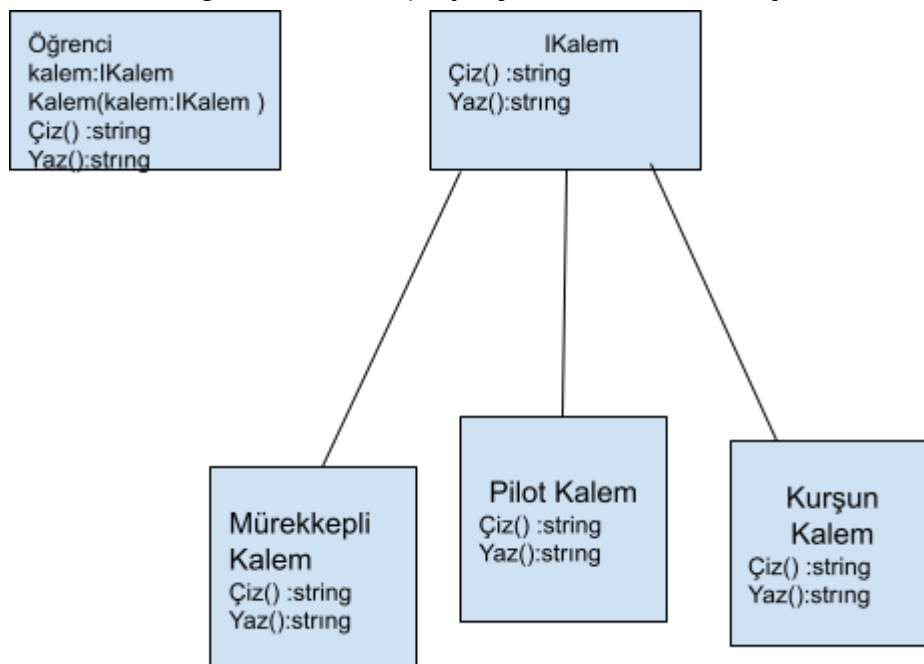 Öğrenci
kalem:IKalem
Kalem(kalem:IKalem )
Çiz() :string
Yaz():strıng
IKalem
Çiz() :string
Yaz():strıng
Mürekkepli
Kalem
Çiz() :string
Yaz():strıng
Pilot Kalem
Çiz() :string
Yaz():strıng
Kurşun
Kalem
Çiz() :string
Yaz():strıng